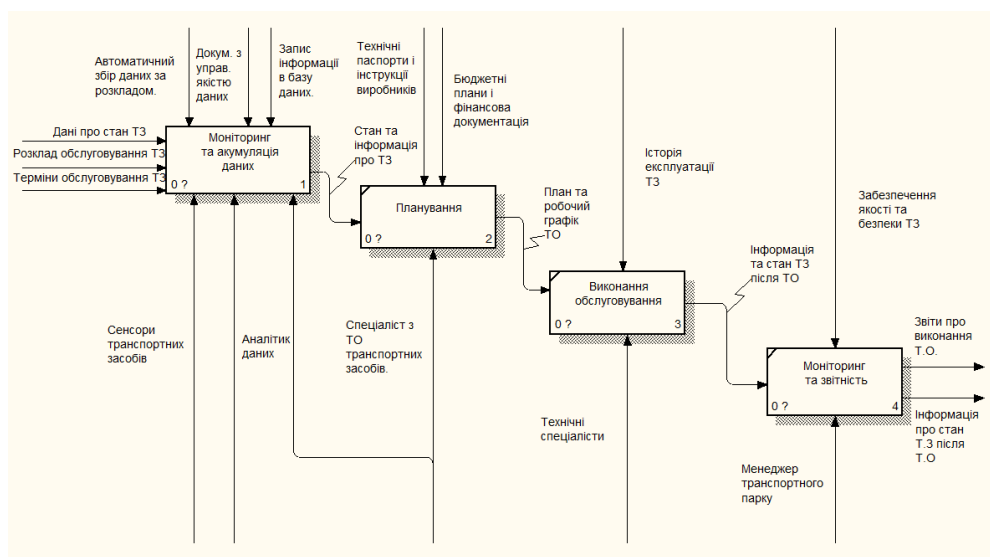 Автоматичний
збір даних за
розкладом.
Докум. з
управ.
якістю
даних
Запис
інформації
в базу
даних.
Технічні
паспорти і
інструкції
виробників
Бюджетні
плани і
фінансова
документація
Дані про стан ТЗ
Розклад обслуговування ТЗ
Терміни обслуговування ТЗ
Моніторинг
та акумуляція
даних
0 ?
1
Стан та
інформація
про ТЗ
Планування
0 ?
2
План та
робочий
графік
ТО
Історія
експлуатації
ТЗ
Виконання
обслуговування
0 ?
3
Інформація
та стан ТЗ
після ТО
Забезпечення
якості та
безпеки ТЗ
Моніторинг
та звітність
0 ?
4
Звіти про
виконання
Т.О.
Інформація
про стан
Т.З після
Т.О
Сенсори
транспортних
засобів
Аналітик
даних
Спеціаліст з
ТО
транспортних
засобів.
Технічні
спеціалісти
Менеджер
транспортного
парку